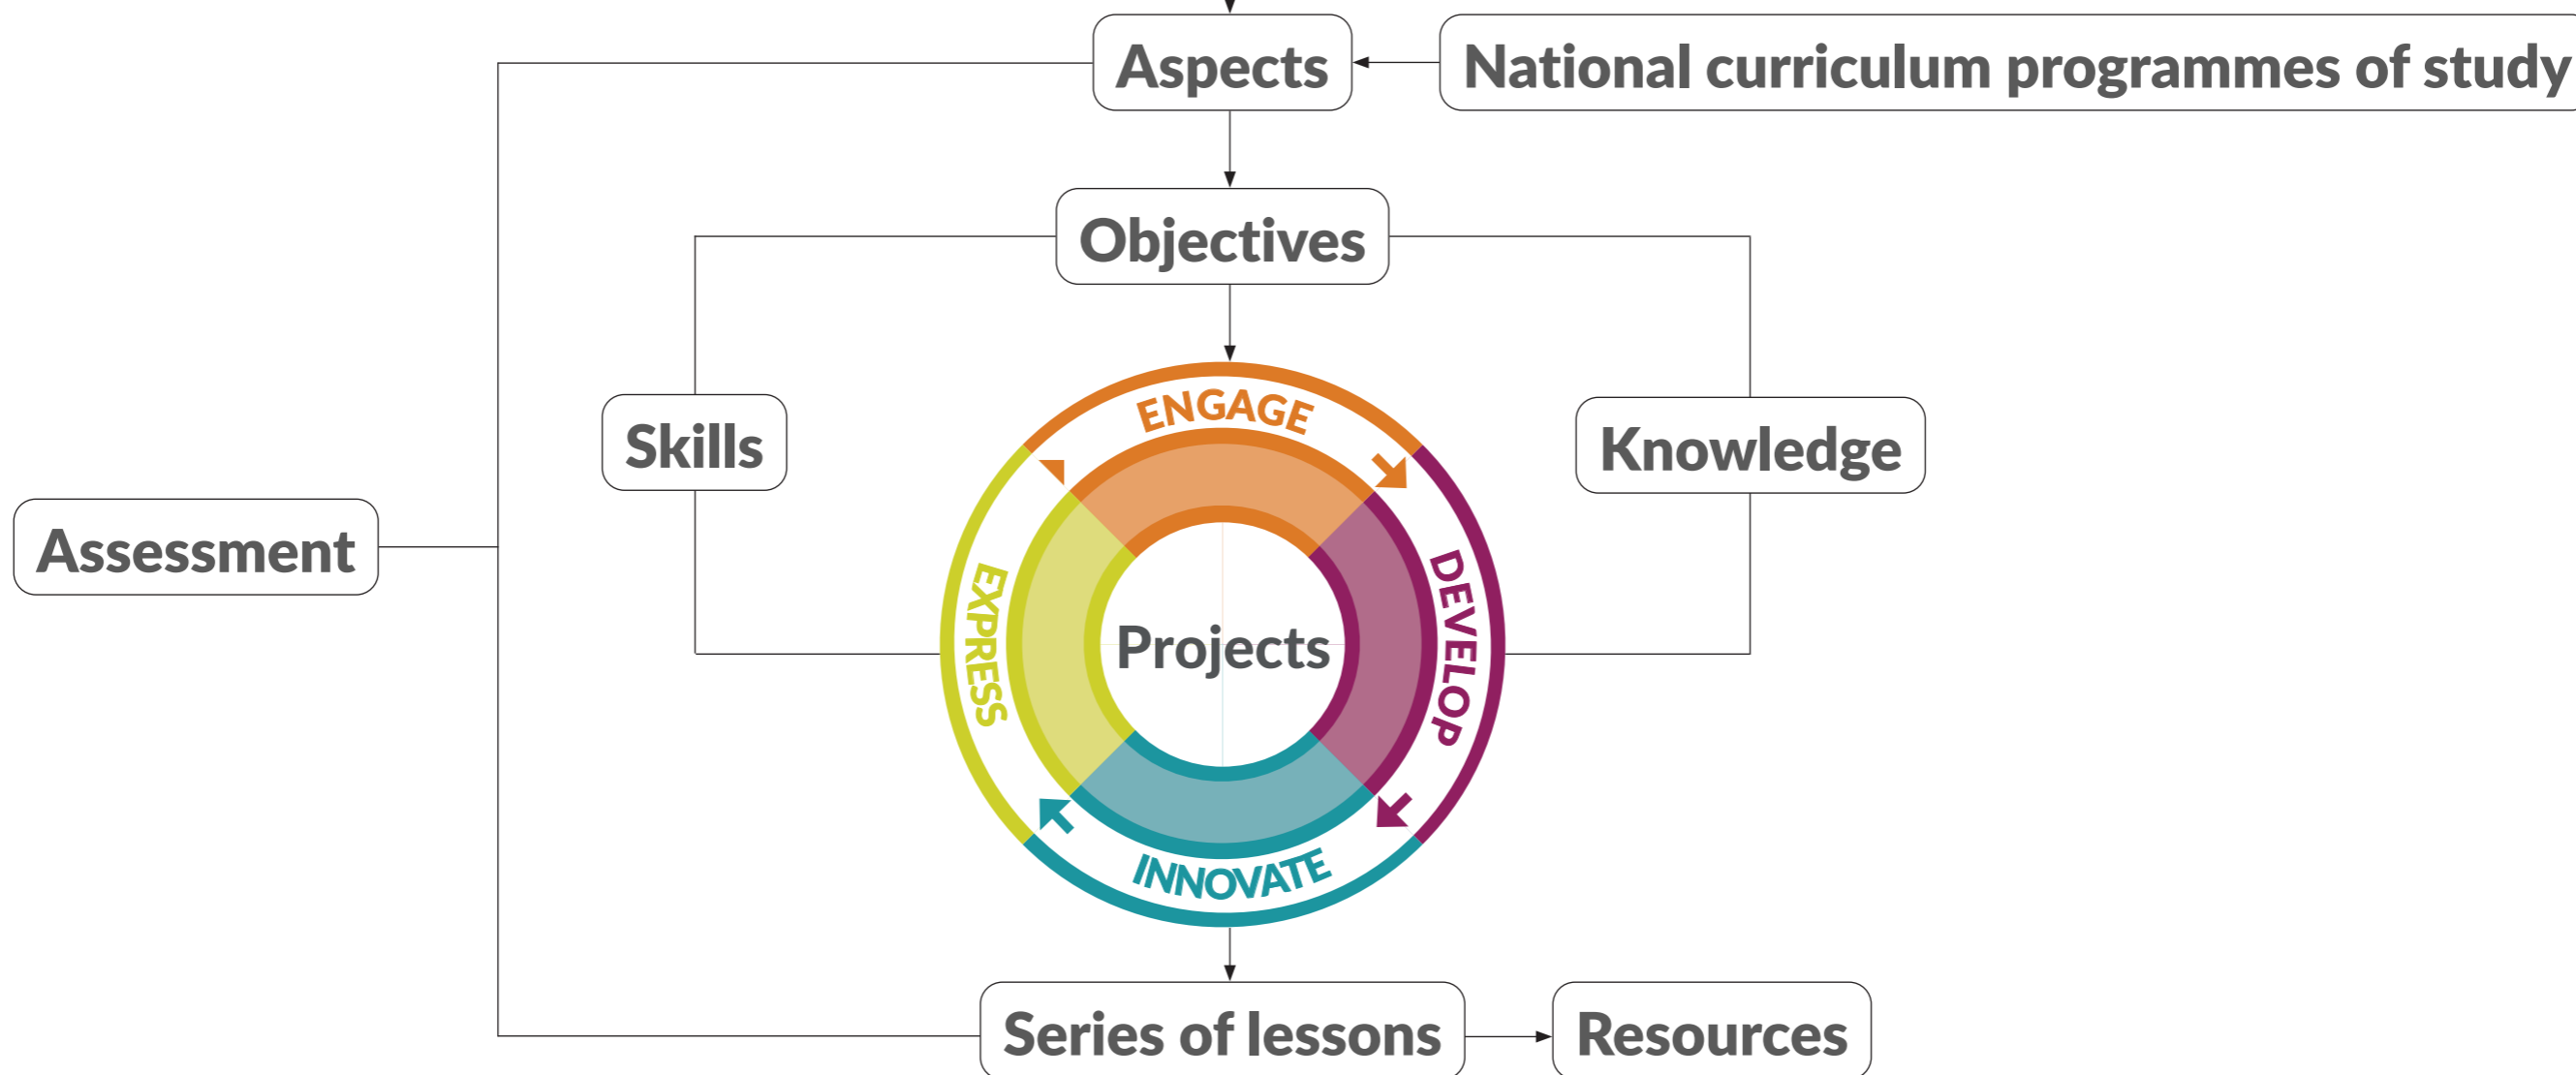 Aspects
National curriculum programmes of study
Objectives
Skills
Knowledge
Assessment
ENGAGE
DEVELOP
INNOVATE
EXPRESS
Projects
Series of lessons
Resources